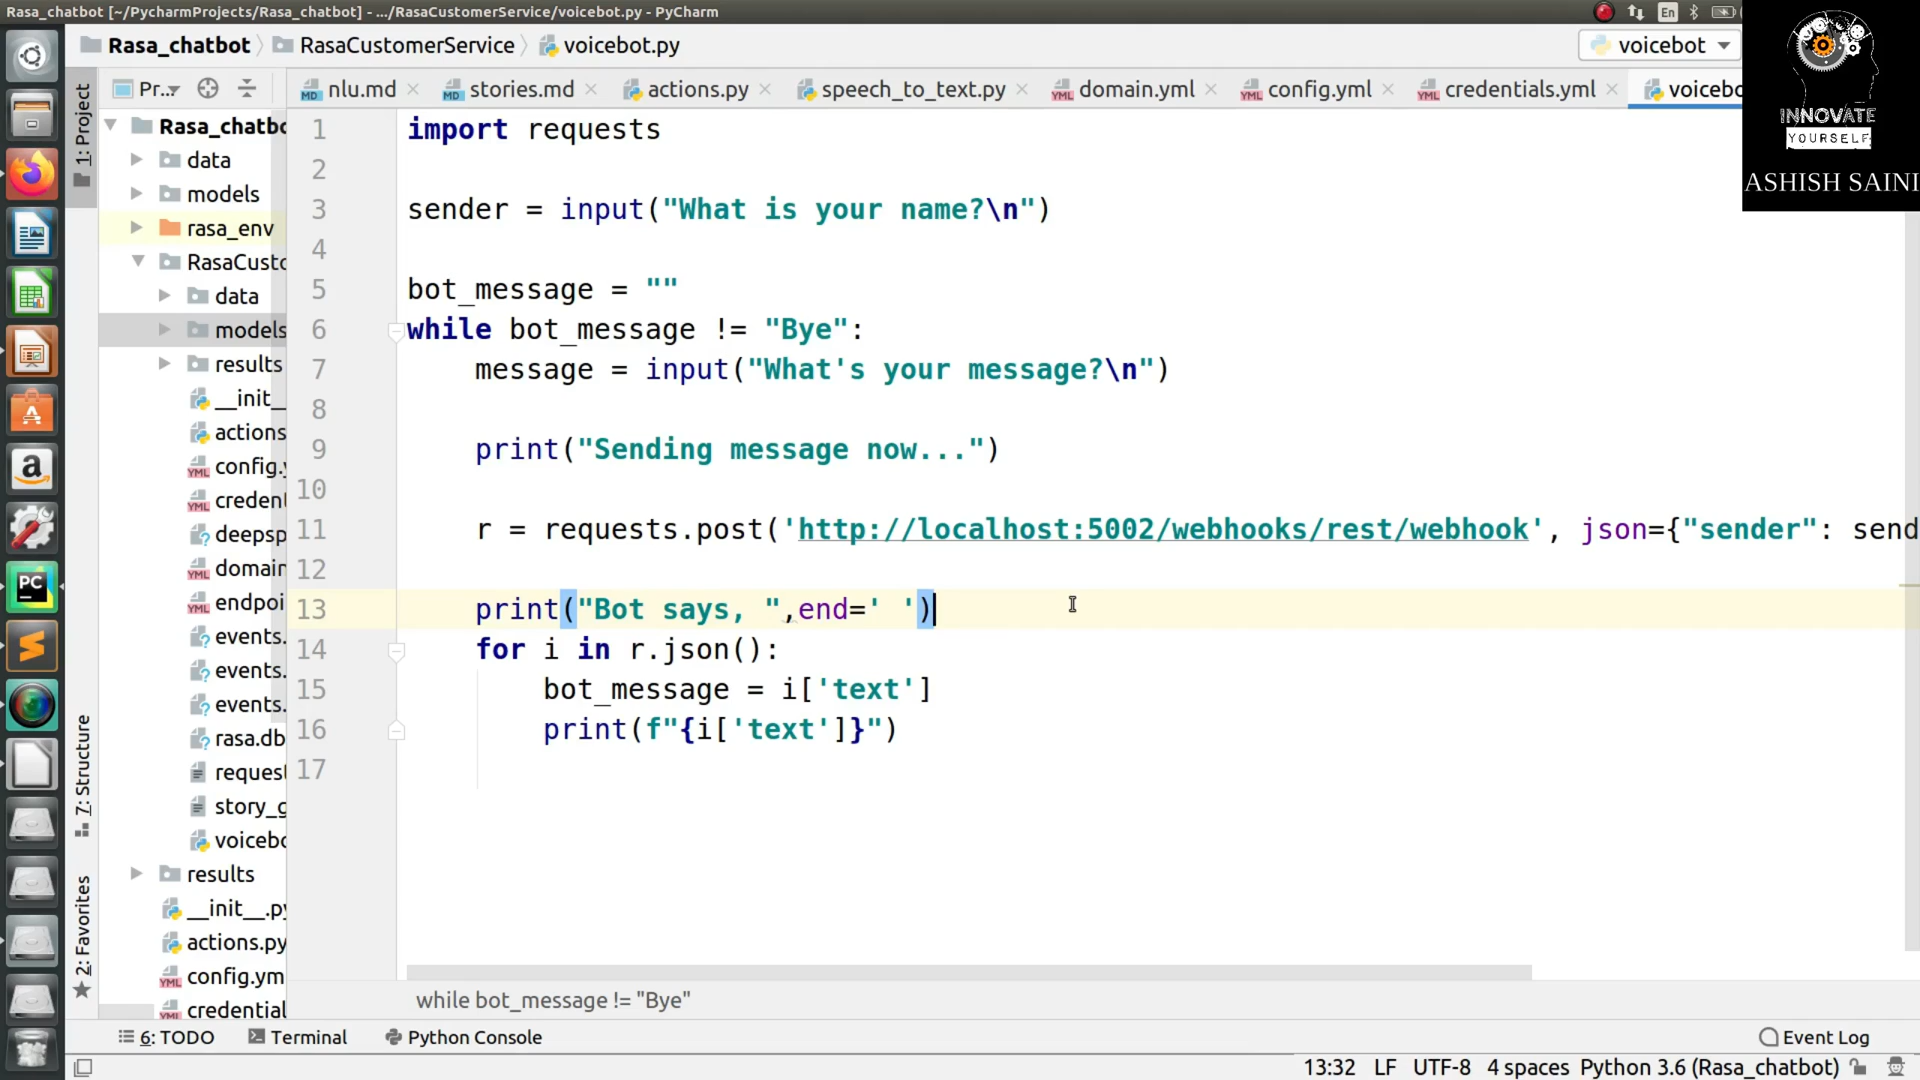 Rasa_chatbot [~/PycharmProjects/Rasa_chatbot] - .../RasaCustomerService/voicebot.py - PyCharm
En
Rasa_chatbot
RasaCustomerService
voicebot.py
voicebot
INNOVATE
YOURSELF
ASHISH SAINI
Pr...
nlu.md
stories.md
actions.py
speech_to_text.py
domain.yml
config.yml
credentials.yml
voicebo
1: Project
7: Structure
2: Favorites
Rasa_chatbo
data
models
rasa_env
RasaCusto
data
models
results
__init__
actions
config.y
creden
deepsp
domain
endpoi
events.
events.
events.
rasa.db
reques
story_g
voicebo
results
__init__.py
actions.py
config.ym
credential
1 import requests
2
3 sender = input("What is your name?\n")
4
5 bot_message = ""
6 while bot_message != "Bye":
7 message = input("What's your message?\n")
8
9 print("Sending message now...")
10
11 r = requests.post('http://localhost:5002/webhooks/rest/webhook', json={"sender": send
12
13 print("Bot says, ",end=' ')
14 for i in r.json():
15 bot_message = i['text']
16 print(f"{i['text']}")
17
while bot_message != "Bye"
6: TODO
Terminal
Python Console
Event Log
13:32 LF UTF-8 4 spaces Python 3.6 (Rasa_chatbot)